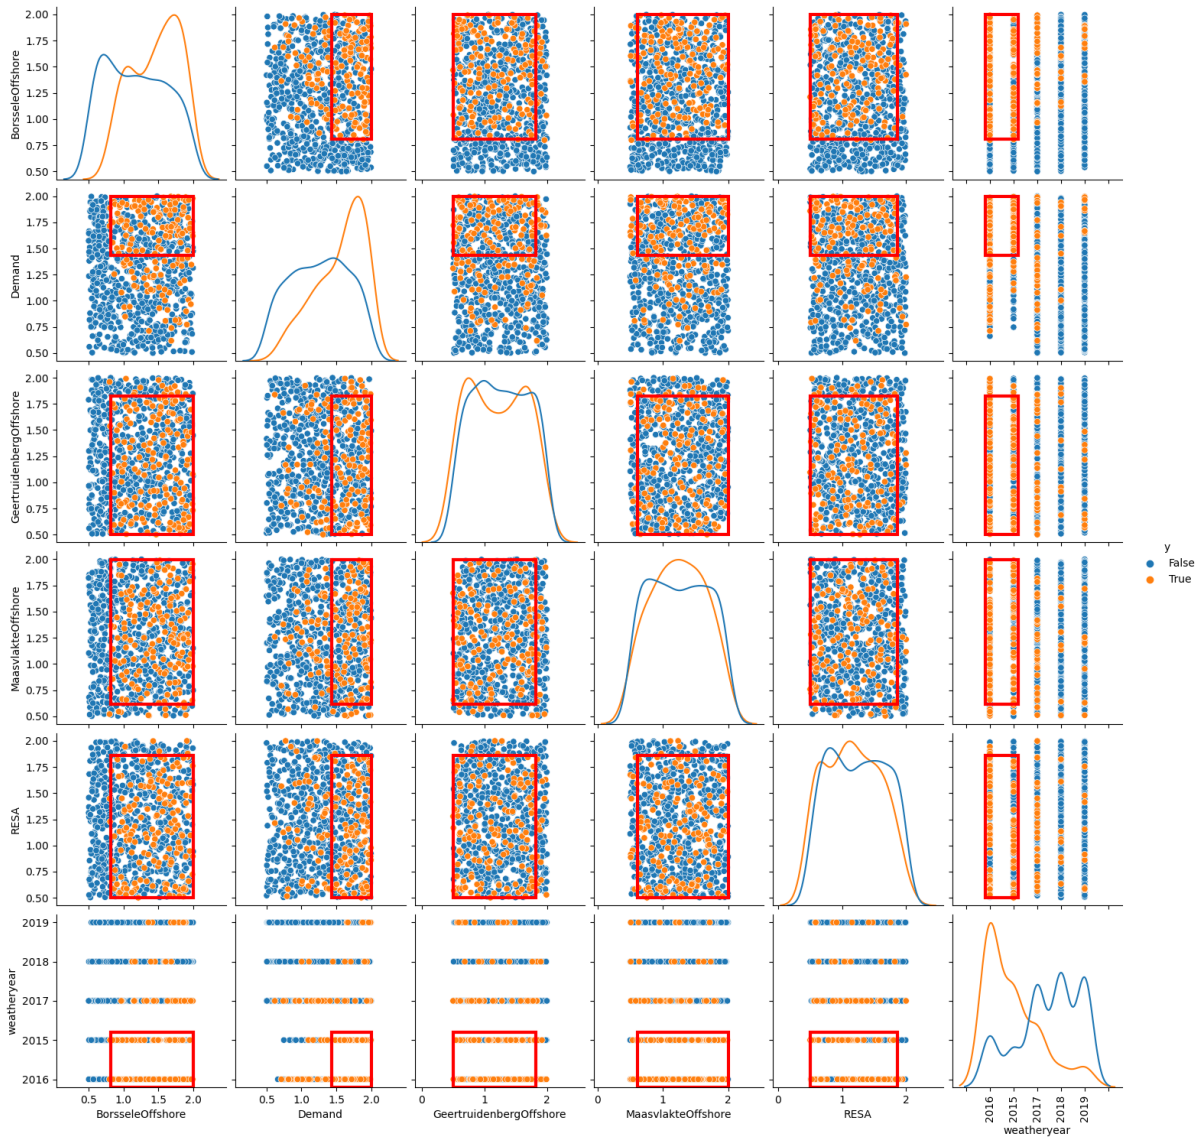 2.00
1.75
1.50
1.25
1.00
0.75
0.50
BorsseleOffshore
2.00
1.75
1.50
1.25
1.00
0.75
0.50
Demand
2.00
1.75
1.50
1.25
1.00
0.75
0.50
GeertruidenbergOffshore
y
False
True
2.00
1.75
1.50
1.25
1.00
0.75
0.50
MaasvlakteOffshore
2.00
1.75
1.50
1.25
1.00
0.75
0.50
RESA
2019
2018
2017
2015
2016
weatheryear
0.5 1.0 1.5 2.0
BorsseleOffshore
0.5 1.0 1.5 2.0
Demand
0 1 2
GeertruidenbergOffshore
0 1 2
MaasvlakteOffshore
0 1 2
RESA
2016 2015 2017 2018 2019
weatheryear